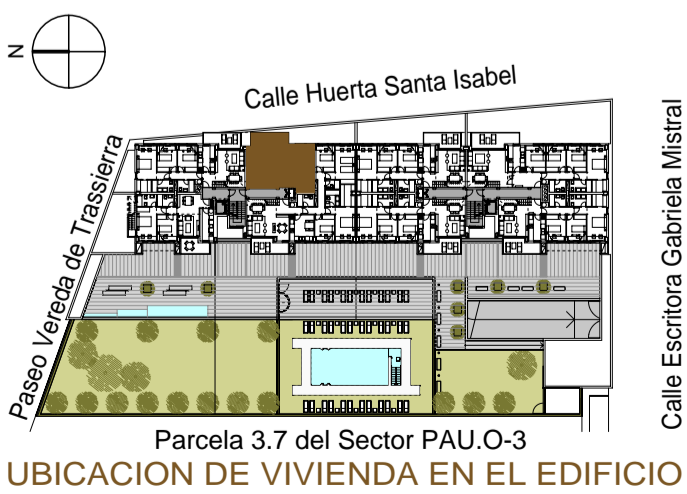 N
Calle Huerta Santa Isabel
Paseo Vereda de Trassierra
Calle Escritora Gabriela Mistral
Parcela 3.7 del Sector PAU.O-3
UBICACION DE VIVIENDA EN EL EDIFICIO